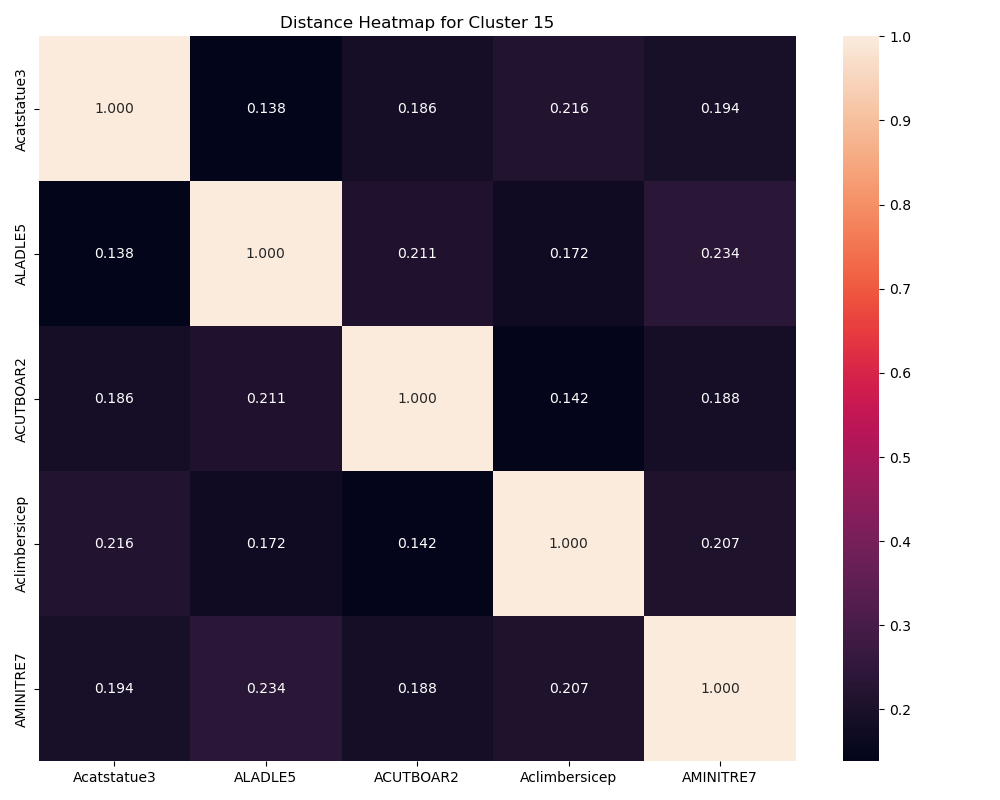 Distance Heatmap for Cluster 15
Acatstatue3 1.000 0.138 0.186 0.216 0.194
ALADLE5 0.138 1.000 0.211 0.172 0.234
ACUTBOAR2 0.186 0.211 1.000 0.142 0.188
Aclimbersicep 0.216 0.172 0.142 1.000 0.207
AMINITRE7 0.194 0.234 0.188 0.207 1.000
Acatstatue3 ALADLE5 ACUTBOAR2 Aclimbersicep AMINITRE7
1.0
0.9
0.8
0.7
0.6
0.5
0.4
0.3
0.2